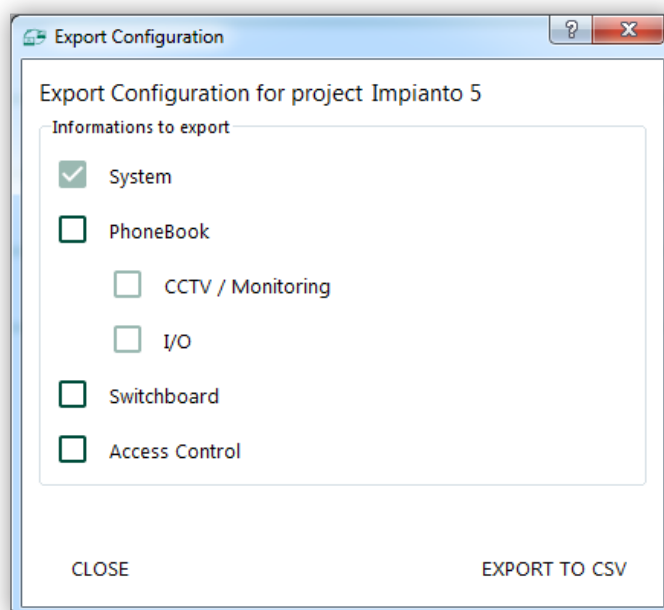 Export Configuration
Export Configuration for project Impianto 5
Informations to export
System
PhoneBook
CCTV / Monitoring
I/O
Switchboard
Access Control
CLOSE EXPORT TO CSV